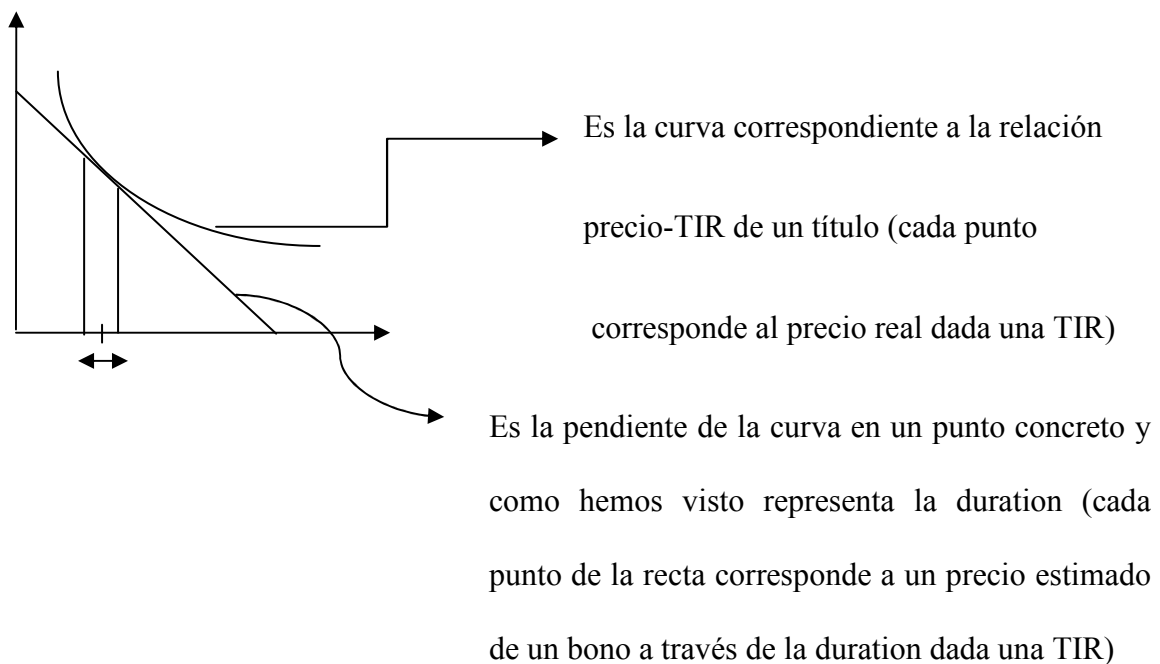 Es la curva correspondiente a la relación
precio-TIR de un título (cada punto
corresponde al precio real dada una TIR)
Es la pendiente de la curva en un punto concreto y
como hemos visto representa la duration (cada
punto de la recta corresponde a un precio estimado
de un bono a través de la duration dada una TIR)